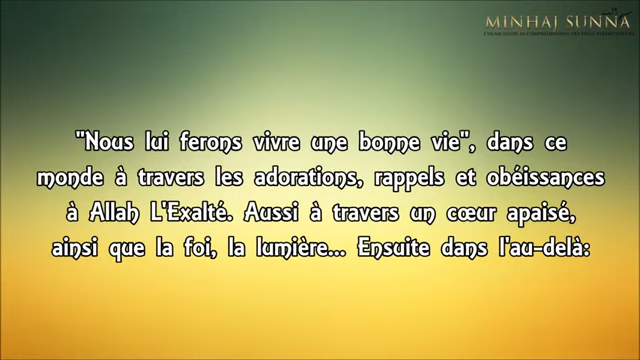 MINHAJ SUNNA
"Nous lui ferons vivre une bonne vie", dans ce
monde à travers les adorations, rappels et obéissances
à Allah L'Exalté. Aussi à travers un cœur apaisé,
ainsi que la foi, la lumière... Ensuite dans l'au-delà: